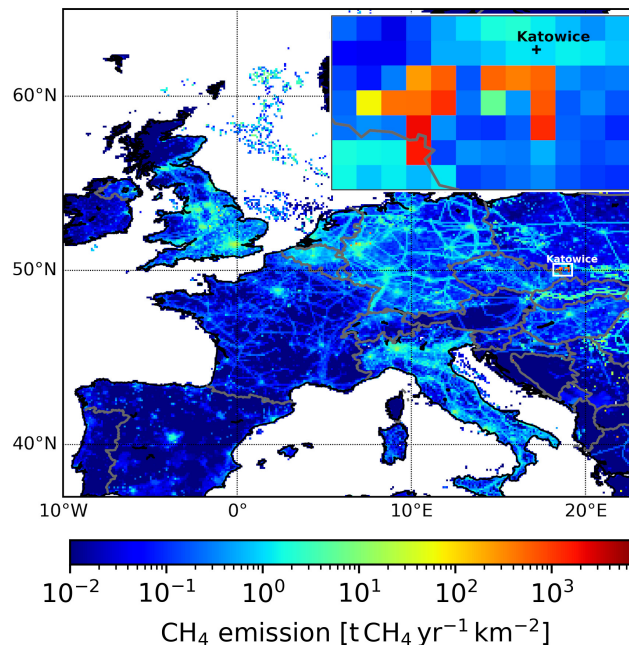 Katowice
60°N
50°N
Katowice
40°N
10°W 0° 10°E 20°E
10⁻² 10⁻¹ 10⁰ 10¹ 10² 10³
CH₄ emission [t CH₄ yr⁻¹ km⁻²]